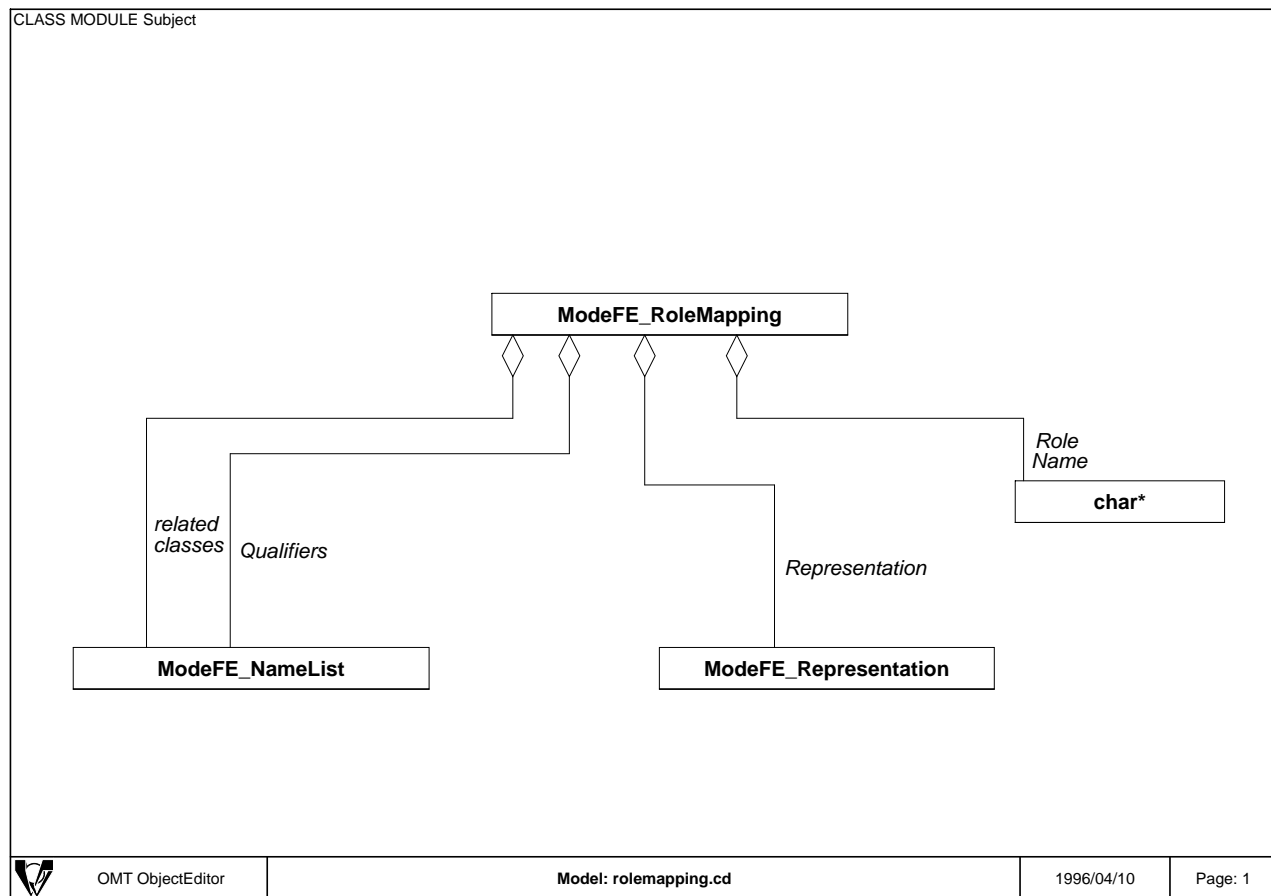 CLASS MODULE Subject
ModeFE_RoleMapping
Role
Name
char*
related
classes
Qualifiers
Representation
ModeFE_NameList
ModeFE_Representation
OMT ObjectEditor
Model: rolemapping.cd
1996/04/10
Page: 1